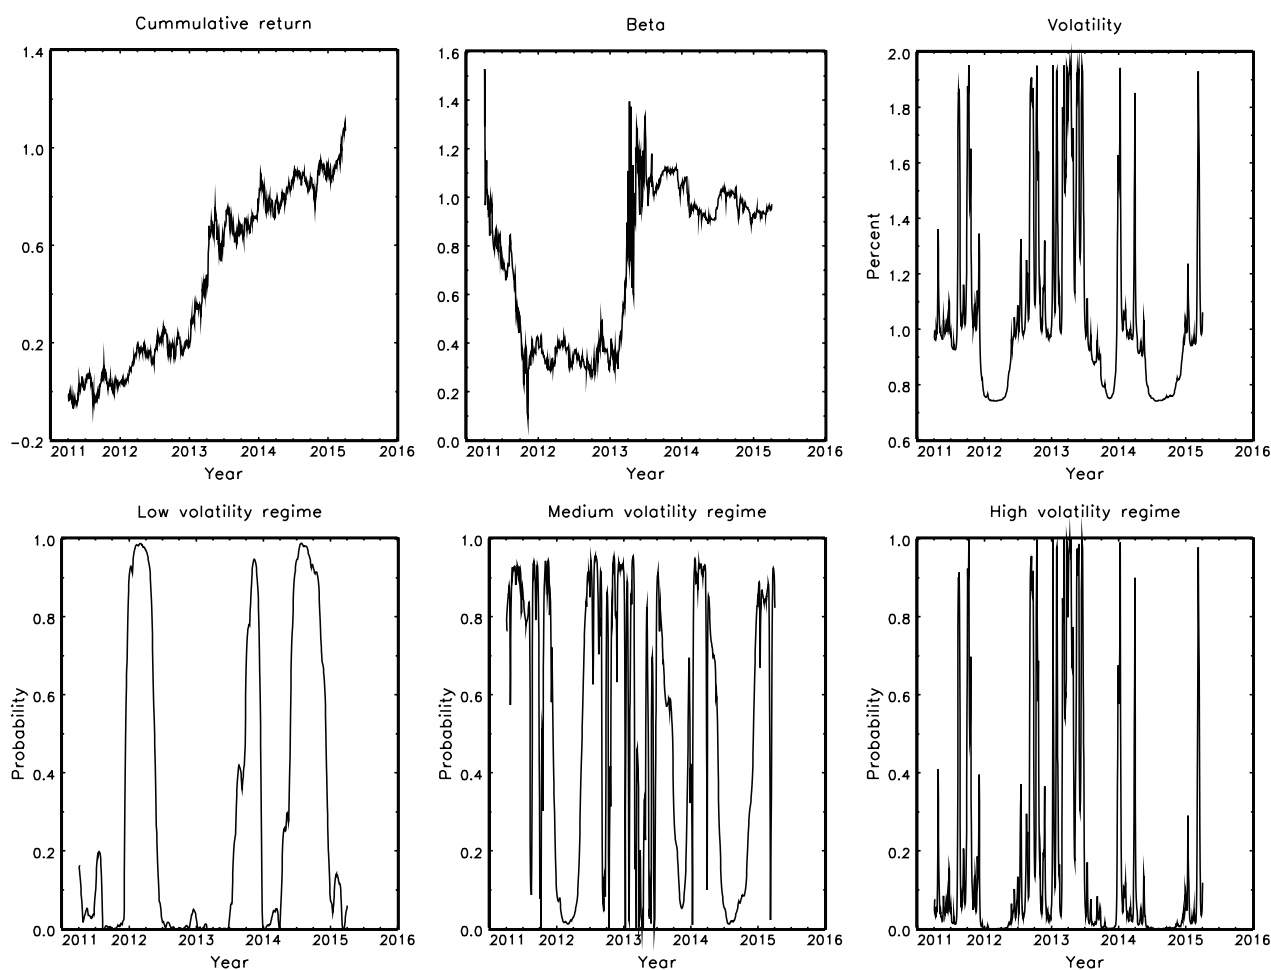 Cummulative return
Beta
Volatility
1.4
1.0
0.6
0.2
−0.2
2011 2012 2013 2014 2015 2016
Year
1.6
1.4
1.2
1.0
0.8
0.6
0.4
0.2
0.0
2011 2012 2013 2014 2015 2016
Year
Percent
2.0
1.8
1.6
1.4
1.2
1.0
0.8
0.6
2011 2012 2013 2014 2015 2016
Year
Low volatility regime
Medium volatility regime
High volatility regime
Probability
1.0
0.8
0.6
0.4
0.2
0.0
2011 2012 2013 2014 2015 2016
Year
Probability
1.0
0.8
0.6
0.4
0.2
0.0
2011 2012 2013 2014 2015 2016
Year
Probability
1.0
0.8
0.6
0.4
0.2
0.0
2011 2012 2013 2014 2015 2016
Year